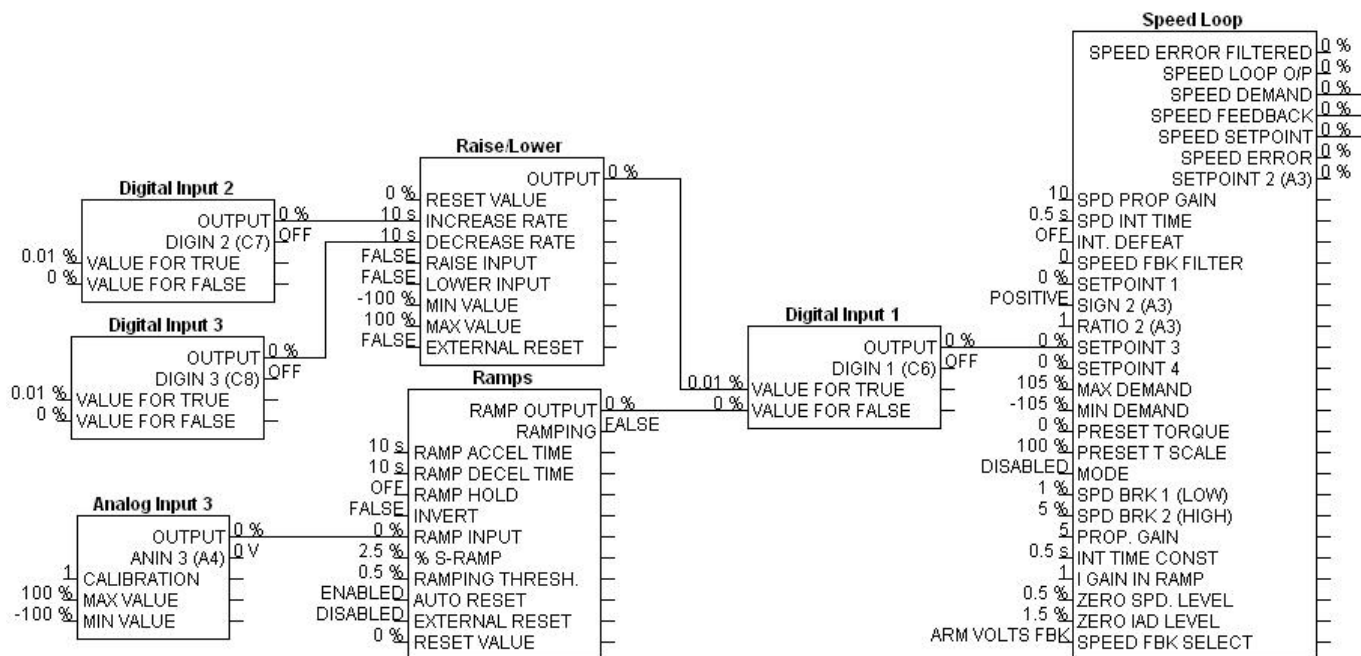 Speed Loop
SPEED ERROR FILTERED 0 %
SPEED LOOP O/P 0 %
SPEED DEMAND 0 %
SPEED FEEDBACK 0 %
SPEED SETPOINT 0 %
SPEED ERROR 0 %
SETPOINT 2 (A3) 0 %
10 SPD PROP GAIN
0.5 s SPD INT TIME
OFF INT. DEFEAT
0 SPEED FBK FILTER
0 % SETPOINT 1
POSITIVE SIGN 2 (A3)
1 RATIO 2 (A3)
0 % SETPOINT 3
0 % SETPOINT 4
105 % MAX DEMAND
-105 % MIN DEMAND
0 % PRESET TORQUE
100 % PRESET T SCALE
DISABLED MODE
1 % SPD BRK 1 (LOW)
5 % SPD BRK 2 (HIGH)
5 PROP. GAIN
0.5 s INT TIME CONST
1 I GAIN IN RAMP
0.5 % ZERO SPD. LEVEL
1.5 % ZERO IAD LEVEL
ARM VOLTS FBK SPEED FBK SELECT
Raise/Lower
OUTPUT 0 %
0 % RESET VALUE
10 s INCREASE RATE
10 s DECREASE RATE
FALSE RAISE INPUT
FALSE LOWER INPUT
-100 % MIN VALUE
100 % MAX VALUE
FALSE EXTERNAL RESET
Digital Input 2
OUTPUT 0 %
DIGIN 2 (C7) OFF
0.01 % VALUE FOR TRUE
0 % VALUE FOR FALSE
Digital Input 3
OUTPUT 0 %
DIGIN 3 (C8) OFF
0.01 % VALUE FOR TRUE
0 % VALUE FOR FALSE
Digital Input 1
OUTPUT 0 %
DIGIN 1 (C6) OFF
0.01 % VALUE FOR TRUE
0 % VALUE FOR FALSE
Ramps
RAMP OUTPUT 0 %
RAMPING FALSE
10 s RAMP ACCEL TIME
10 s RAMP DECEL TIME
OFF RAMP HOLD
FALSE INVERT
0 % RAMP INPUT
2.5 % % S-RAMP
0.5 % RAMPING THRESH.
ENABLED AUTO RESET
DISABLED EXTERNAL RESET
0 % RESET VALUE
Analog Input 3
OUTPUT 0 %
ANIN 3 (A4) 0 V
1 CALIBRATION
100 % MAX VALUE
-100 % MIN VALUE